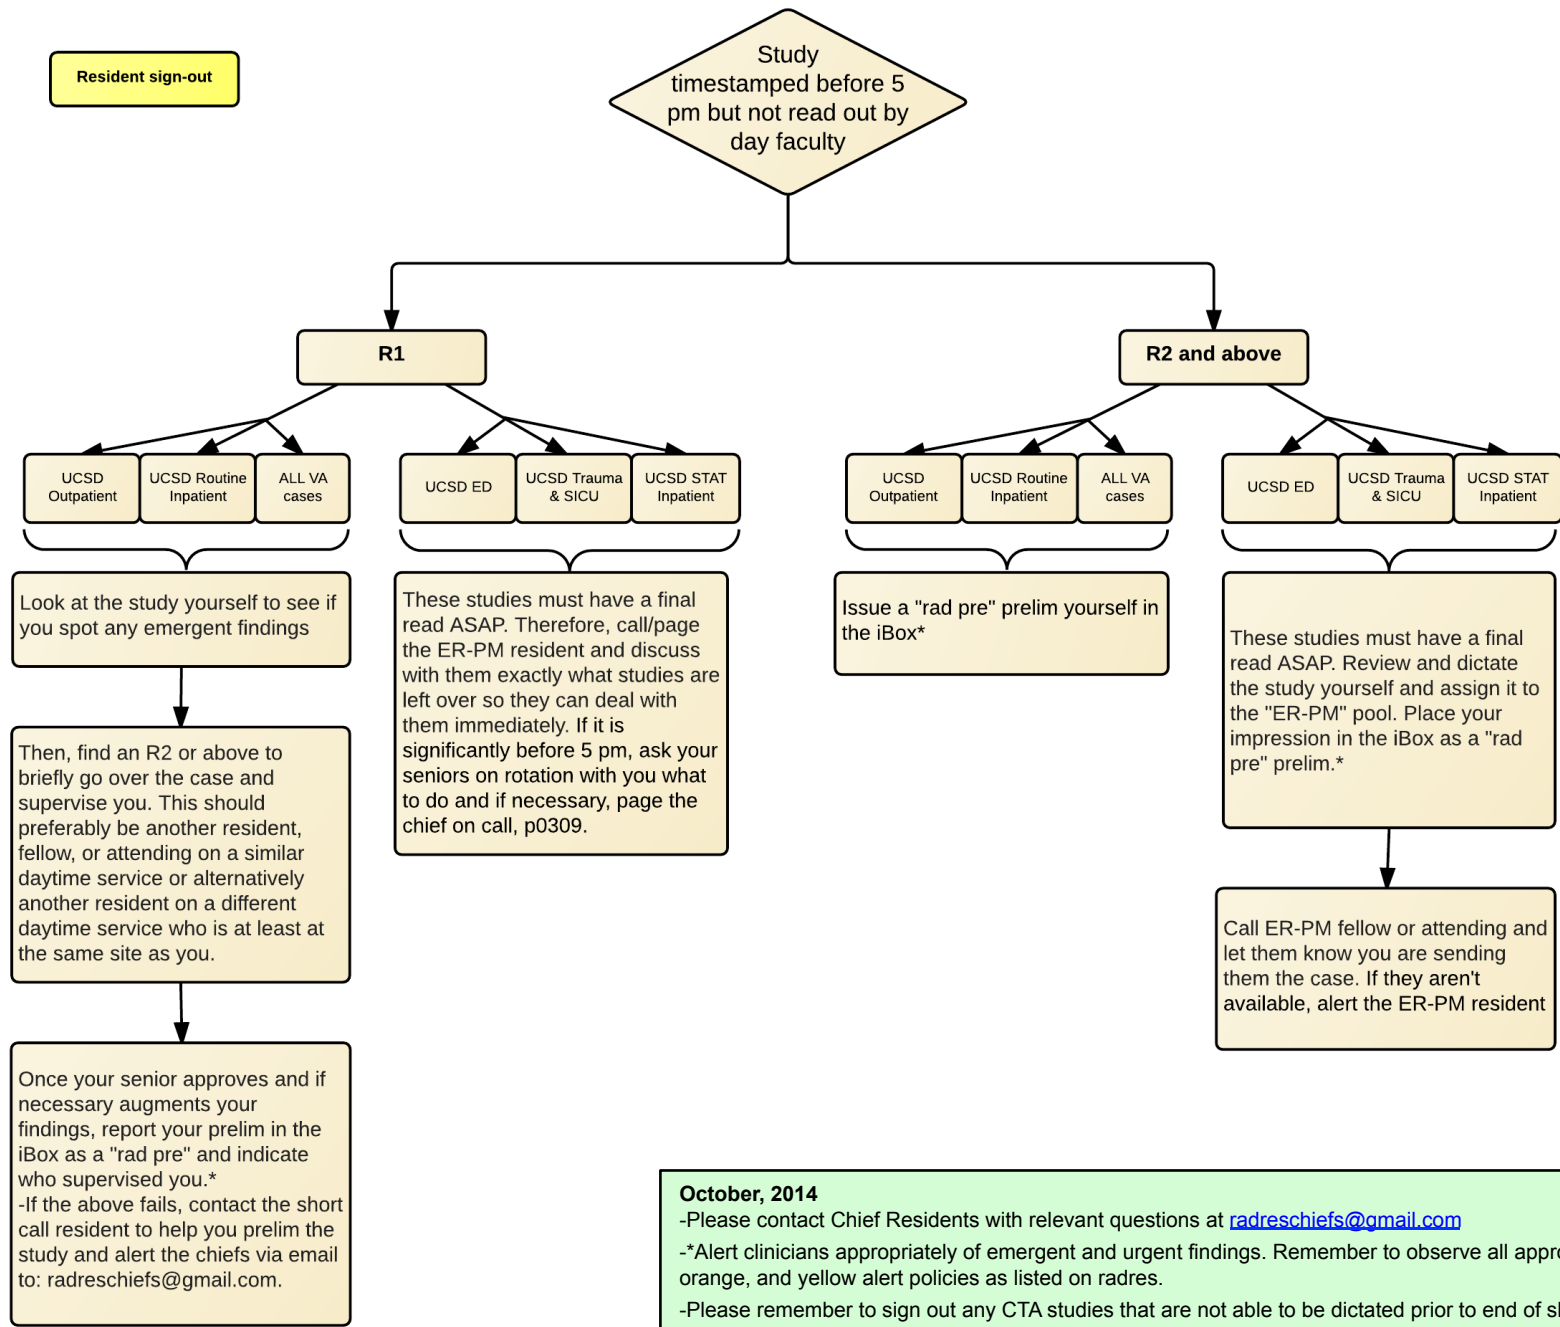 Resident sign-out
Study
timestamped before 5
pm but not read out by
day faculty
R1
R2 and above
UCSD
Outpatient
UCSD Routine
Inpatient
ALL VA
cases
UCSD ED
UCSD Trauma
& SICU
UCSD STAT
Inpatient
UCSD
Outpatient
UCSD Routine
Inpatient
ALL VA
cases
UCSD ED
UCSD Trauma
& SICU
UCSD STAT
Inpatient
Look at the study yourself to see if
you spot any emergent findings
Then, find an R2 or above to
briefly go over the case and
supervise you. This should
preferably be another resident,
fellow, or attending on a similar
daytime service or alternatively
another resident on a different
daytime service who is at least at
the same site as you.
Once your senior approves and if
necessary augments your
findings, report your prelim in the
iBox as a "rad pre" and indicate
who supervised you.*
-If the above fails, contact the short
call resident to help you prelim the
study and alert the chiefs via email
to: radreschiefs@gmail.com.
These studies must have a final
read ASAP. Therefore, call/page
the ER-PM resident and discuss
with them exactly what studies are
left over so they can deal with
them immediately. If it is
significantly before 5 pm, ask your
seniors on rotation with you what
to do and if necessary, page the
chief on call, p0309.
Issue a "rad pre" prelim yourself in
the iBox*
These studies must have a final
read ASAP. Review and dictate
the study yourself and assign it to
the "ER-PM" pool. Place your
impression in the iBox as a "rad
pre" prelim.*
Call ER-PM fellow or attending and
let them know you are sending
them the case. If they aren't
available, alert the ER-PM resident
October, 2014
-Please contact Chief Residents with relevant questions at radreschiefs@gmail.com
-*Alert clinicians appropriately of emergent and urgent findings. Remember to observe all
orange, and yellow alert policies as listed on radres.
-Please remember to sign out any CTA studies that are not able to be dictated prior to end of